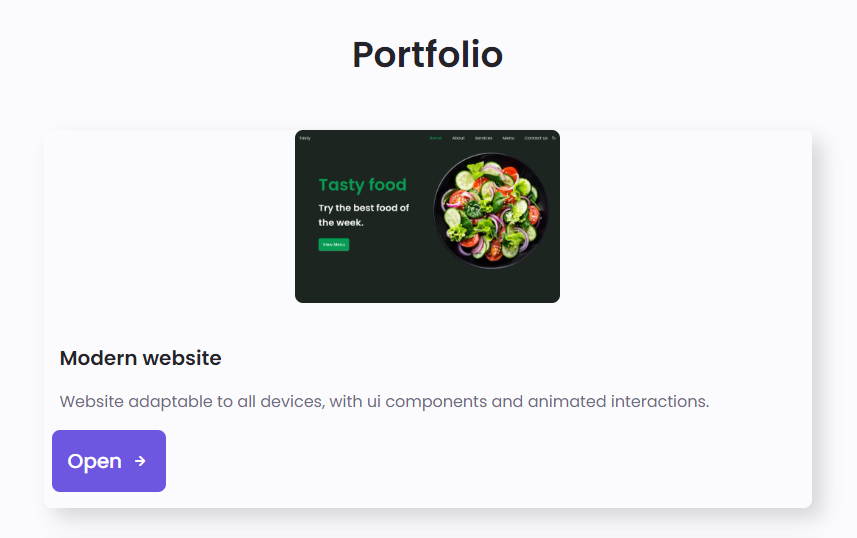 Portfolio
Tasty Home About Services Menu Contact us
Tasty food
Try the best food of
the week.
View Menu
Modern website
Website adaptable to all devices, with ui components and animated interactions.
Open